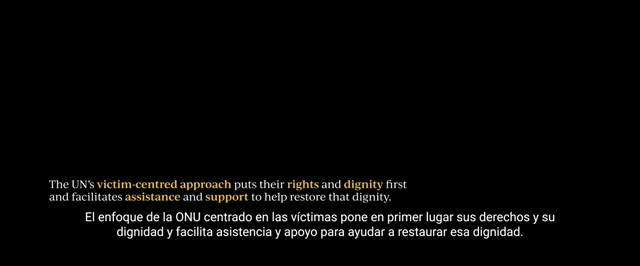 The UN's victim-centred approach puts their rights and dignity first
and facilitates assistance and support to help restore that dignity.
El enfoque de la ONU centrado en las víctimas pone en primer lugar sus derechos y su
dignidad y facilita asistencia y apoyo para ayudar a restaurar esa dignidad.